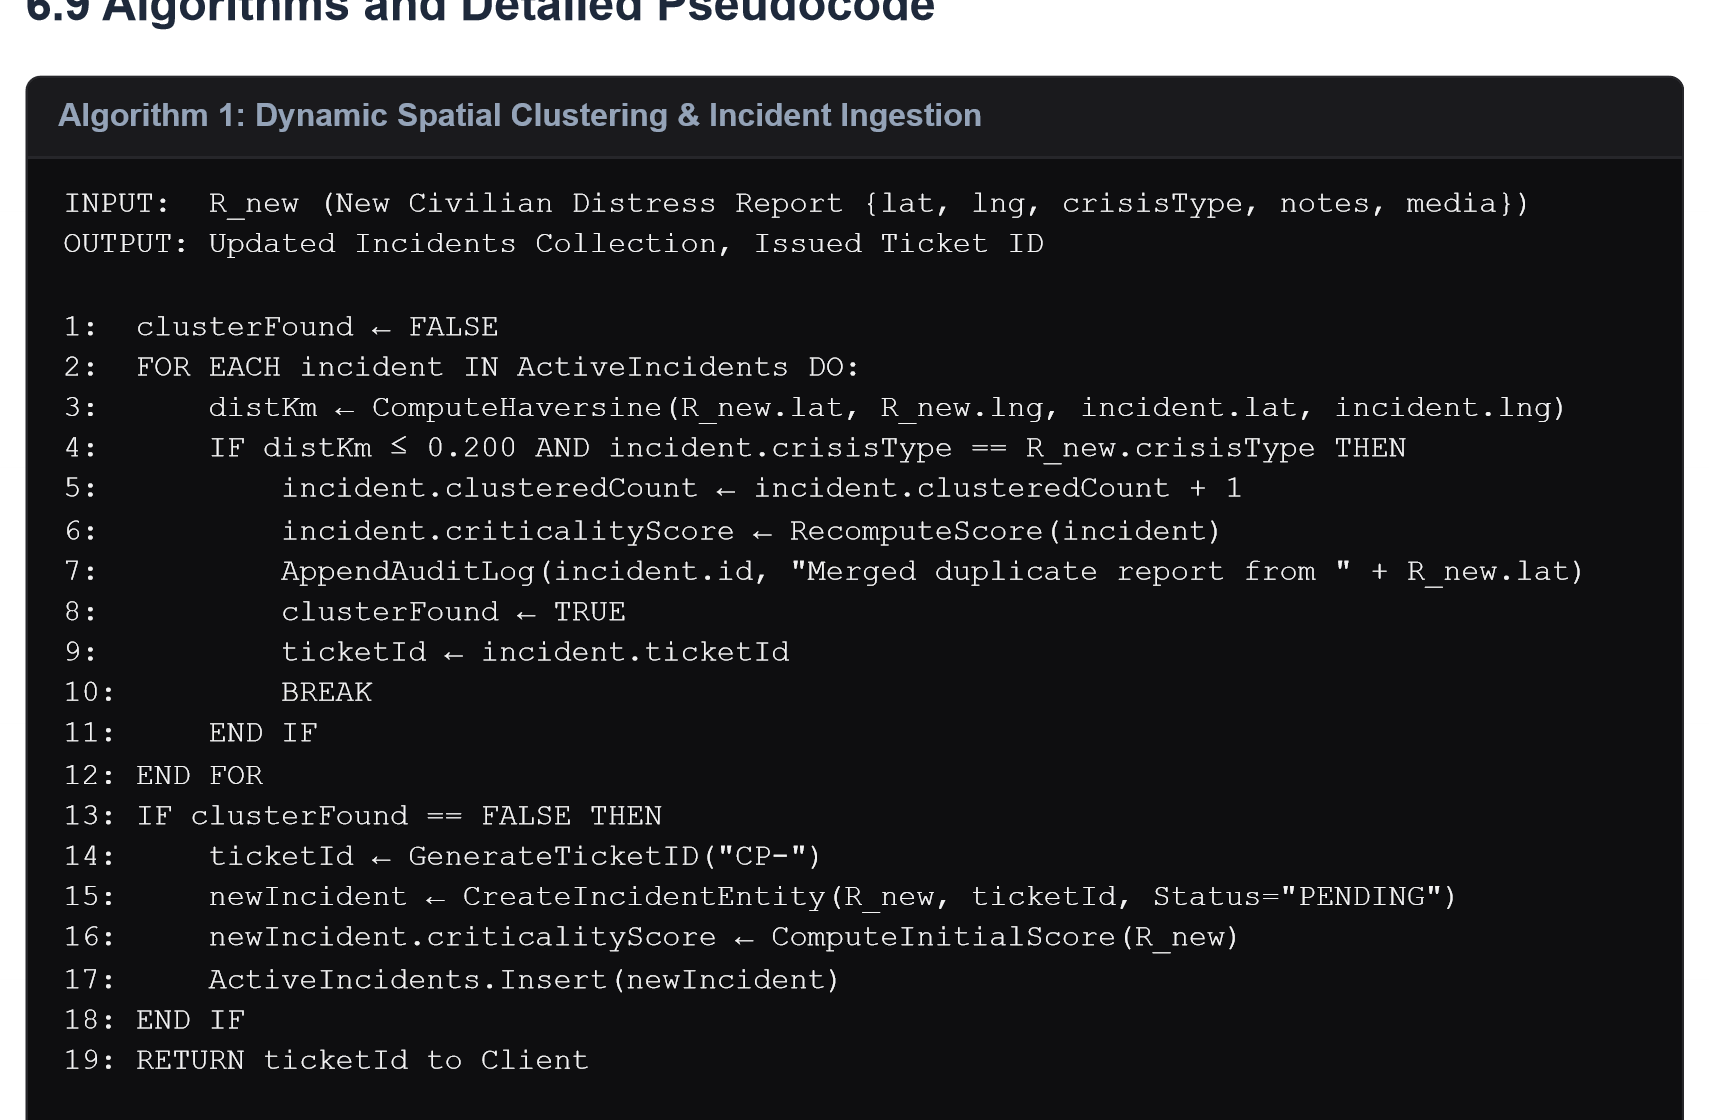 6.9 Algorithms and Detailed Pseudocode
Algorithm 1: Dynamic Spatial Clustering & Incident Ingestion
INPUT:  R_new (New Civilian Distress Report {lat, lng, crisisType, notes, media})
OUTPUT: Updated Incidents Collection, Issued Ticket ID
1:  clusterFound ← FALSE
2:  FOR EACH incident IN ActiveIncidents DO:
3:      distKm ← ComputeHaversine(R_new.lat, R_new.lng, incident.lat, incident.lng)
4:      IF distKm ≤ 0.200 AND incident.crisisType == R_new.crisisType THEN
5:          incident.clusteredCount ← incident.clusteredCount + 1
6:          incident.criticalityScore ← RecomputeScore(incident)
7:          AppendAuditLog(incident.id, "Merged duplicate report from " + R_new.lat)
8:          clusterFound ← TRUE
9:          ticketId ← incident.ticketId
10:         BREAK
11:     END IF
12: END FOR
13: IF clusterFound == FALSE THEN
14:     ticketId ← GenerateTicketID("CP-")
15:     newIncident ← CreateIncidentEntity(R_new, ticketId, Status="PENDING")
16:     newIncident.criticalityScore ← ComputeInitialScore(R_new)
17:     ActiveIncidents.Insert(newIncident)
18: END IF
19: RETURN ticketId to Client